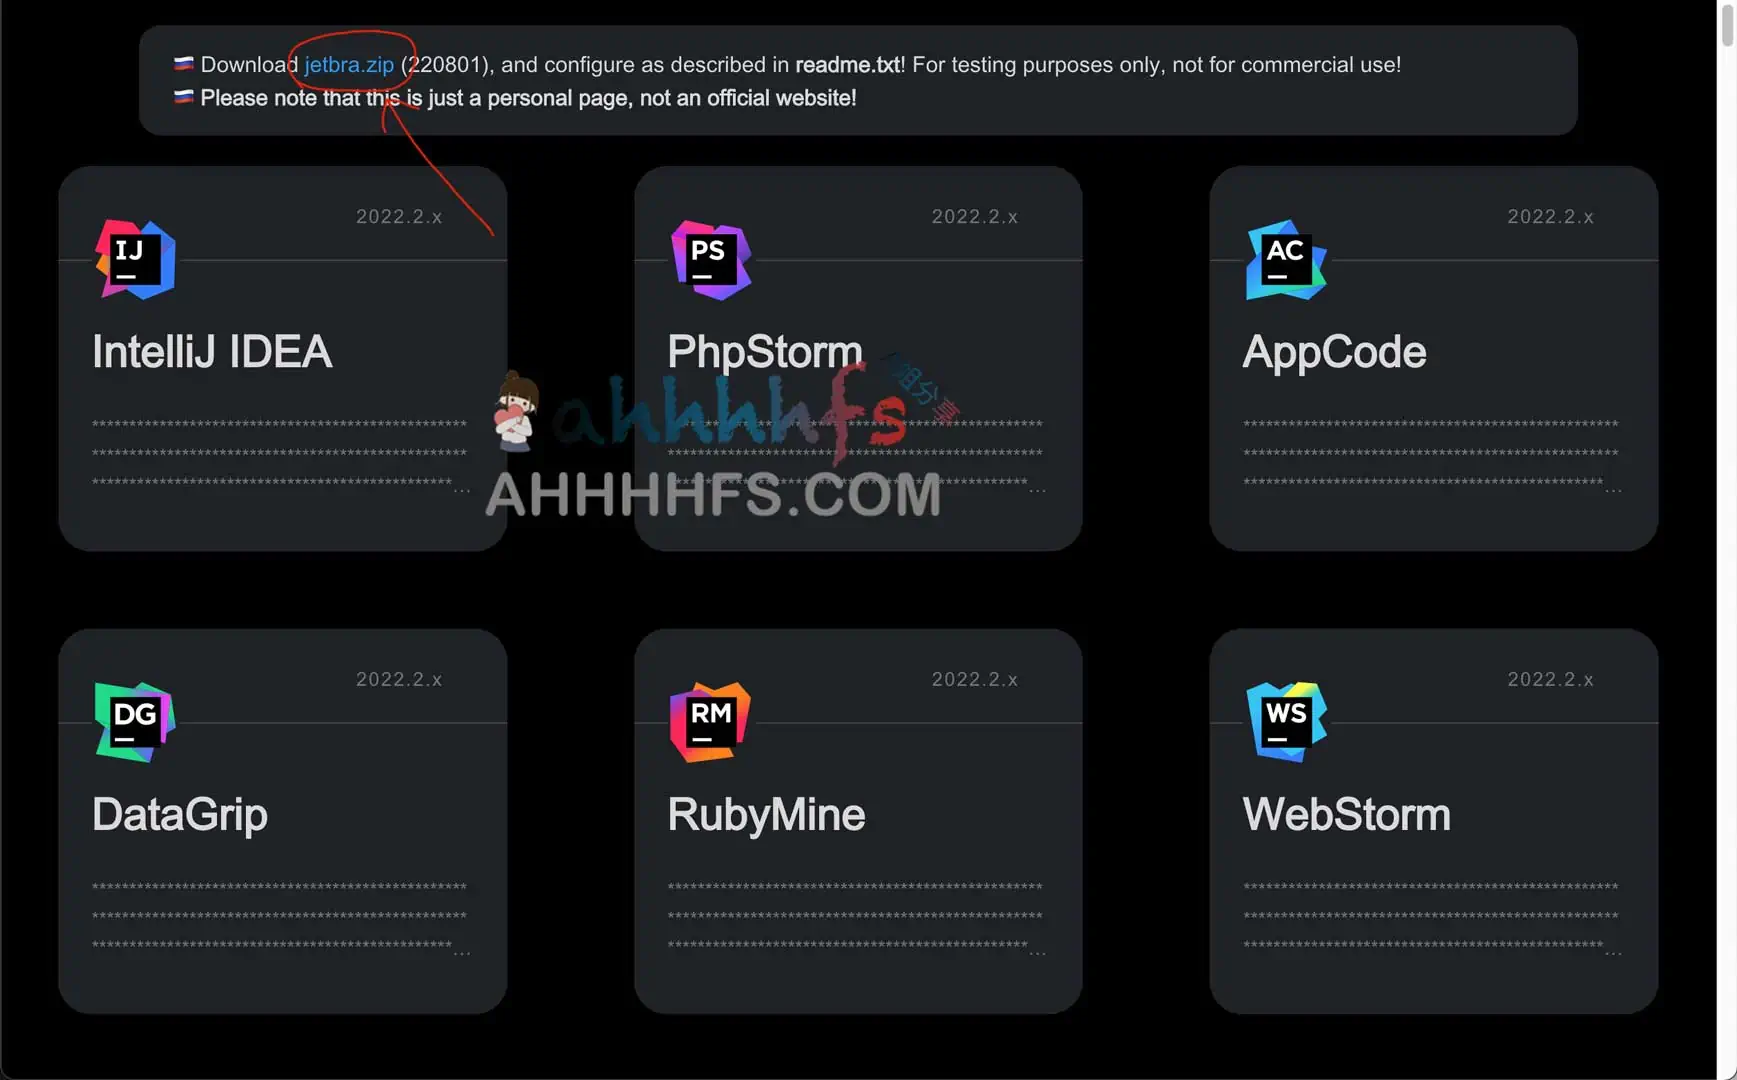 Download jetbra.zip (220801), and configure as described in readme.txt! For testing purposes only, not for commercial use!
Please note that this is just a personal page, not an official website!
2022.2.x
2022.2.x
2022.2.x
IJ
PS
AC
IntelliJ IDEA
PhpStorm
AppCode
ahhhhfs
姐分享
AHHHHFS.COM
2022.2.x
2022.2.x
2022.2.x
DG
RM
WS
DataGrip
RubyMine
WebStorm